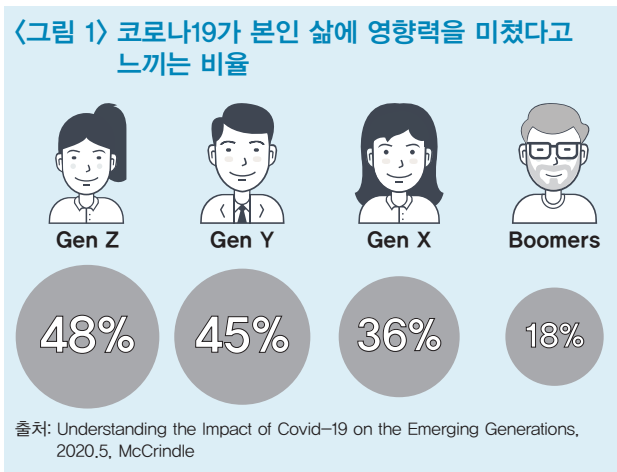 〈그림 1〉 코로나19가 본인 삶에 영향력을 미쳤다고
느끼는 비율
Gen Z Gen Y Gen X Boomers
48% 45% 36% 18%
출처: Understanding the Impact of Covid-19 on the Emerging Generations,
2020.5, McCrindle